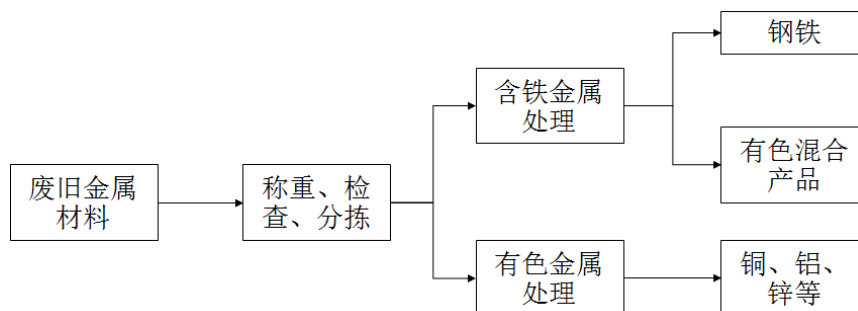 钢铁
含铁金属
处理
有色混合
产品
废旧金属
材料
称重、检
查、分拣
有色金属
处理
铜、铝、
锌等